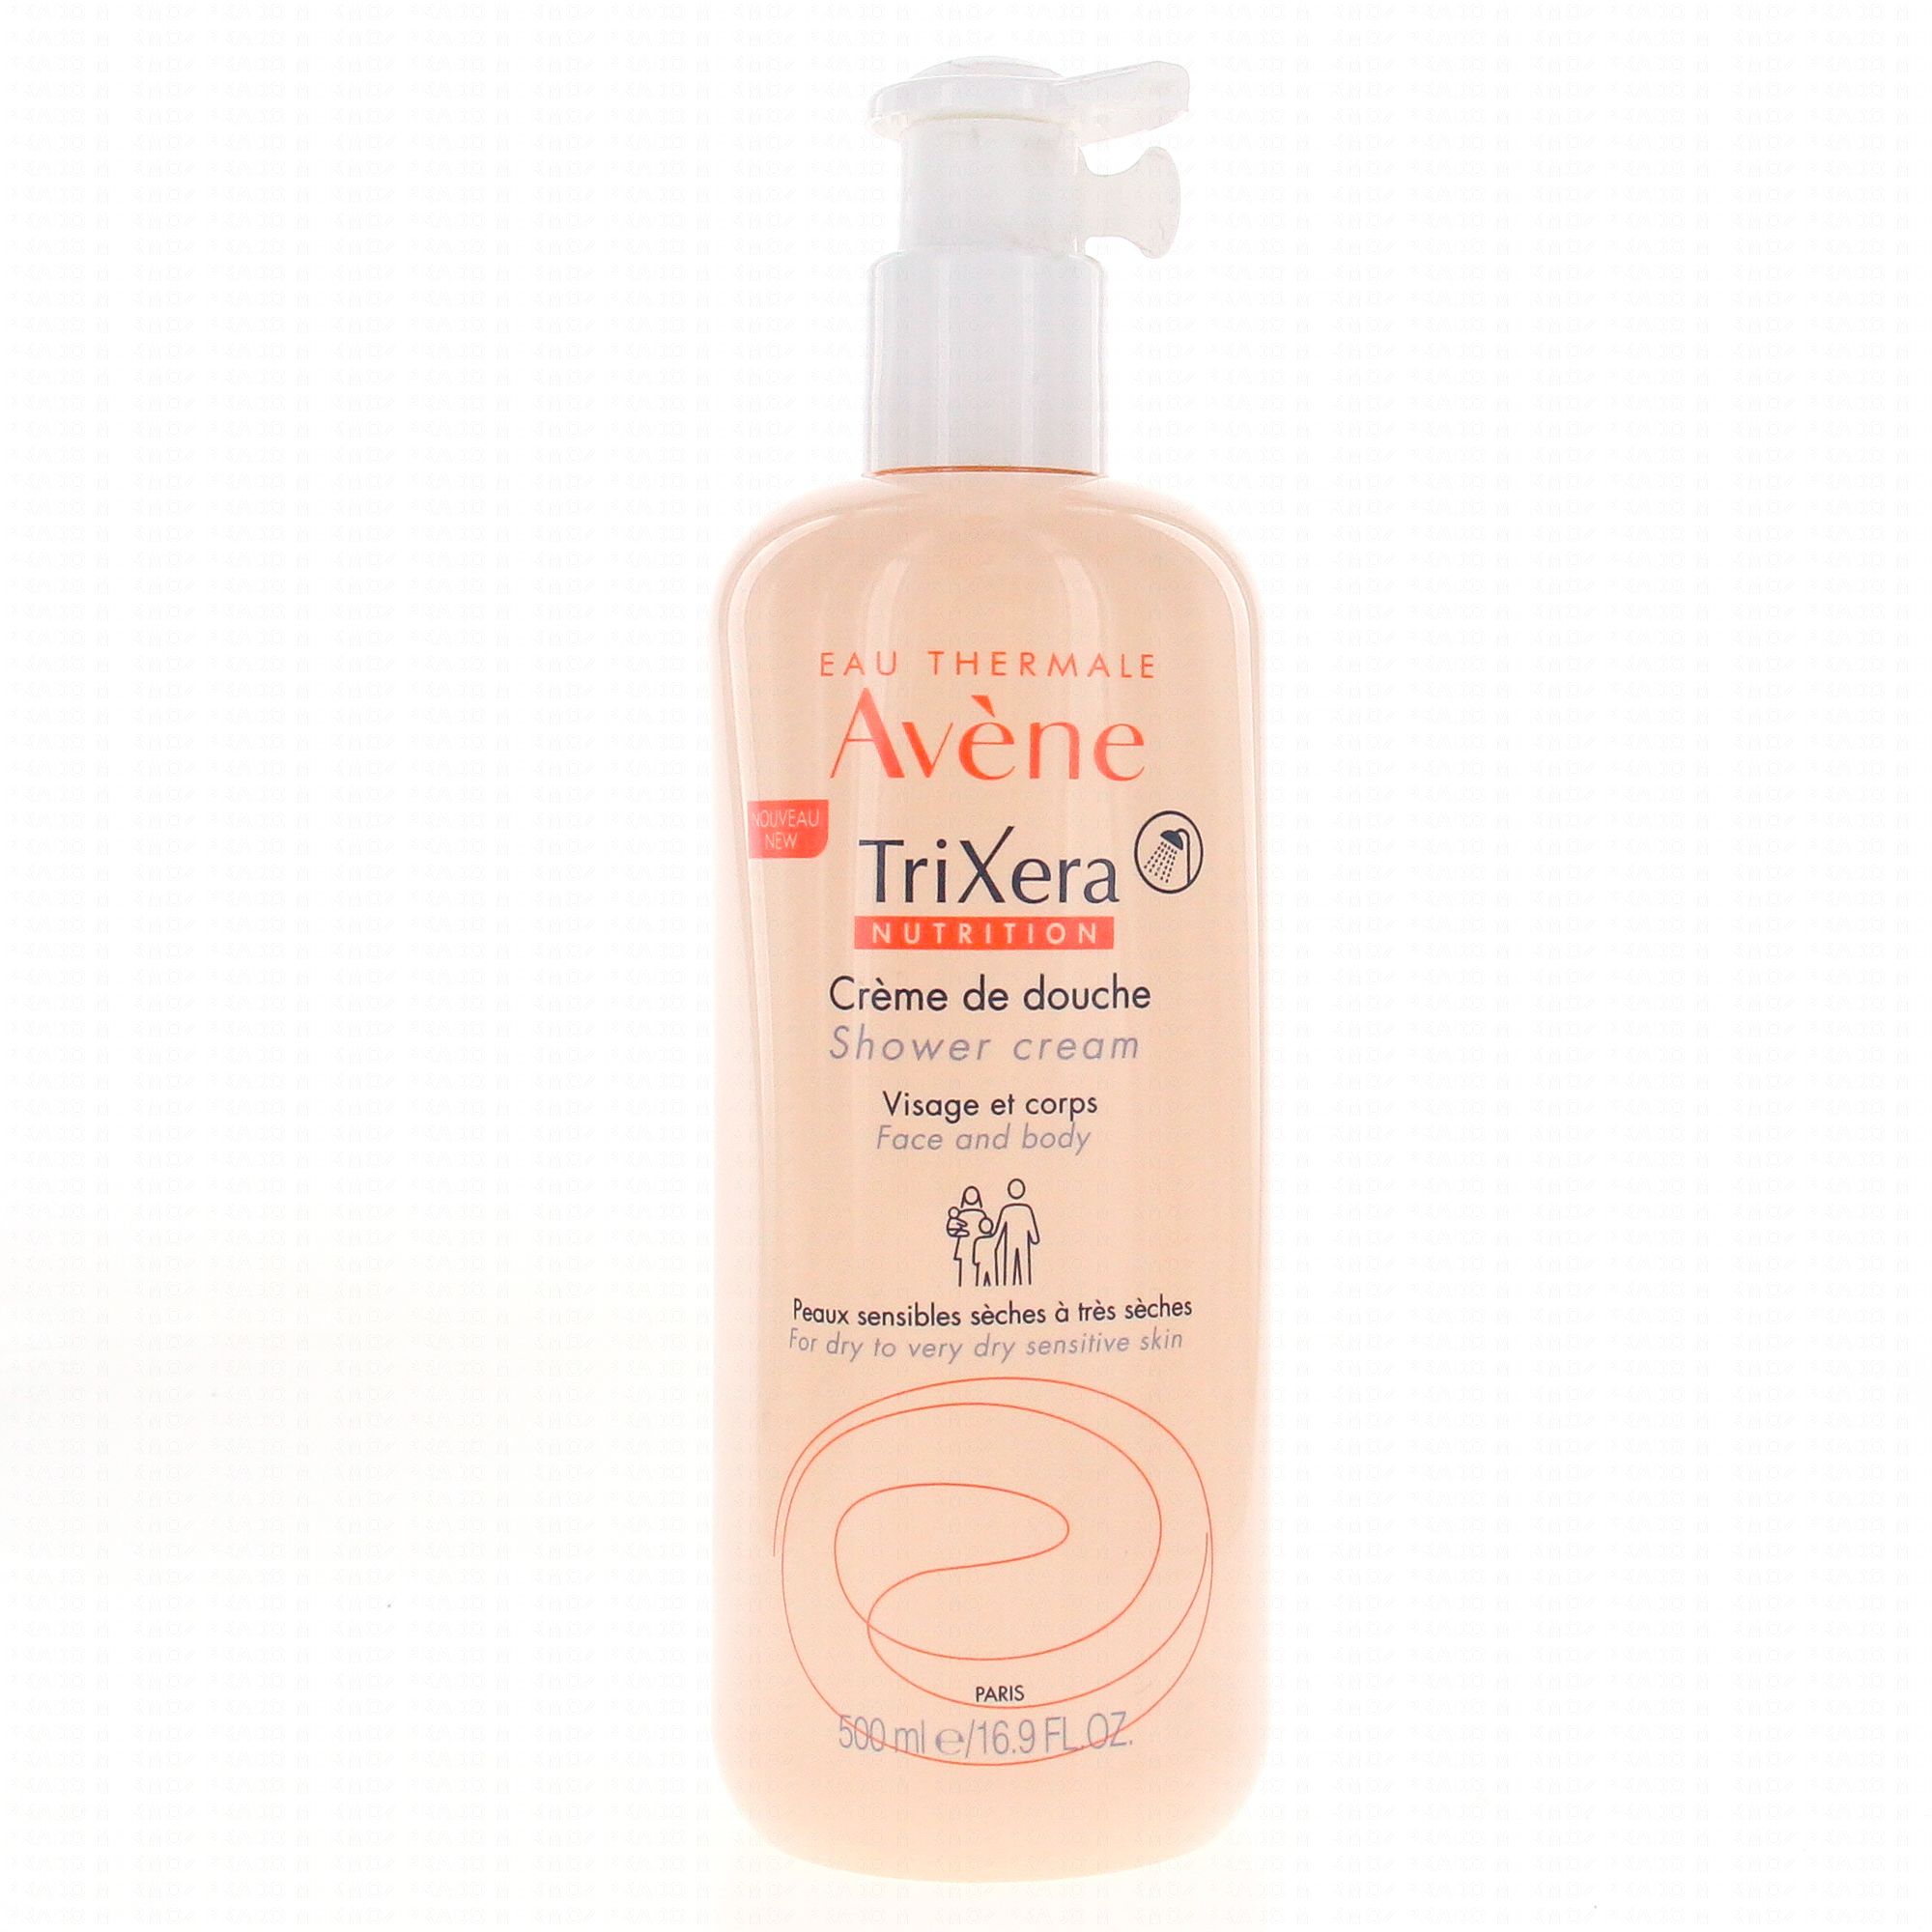 EAU THERMALE
Avène
NOUVEAU
NEW
TriXera
NUTRITION
Crème de douche
Shower cream
Visage et corps
Face and body
Peaux sensibles sèches à très sèches
For dry to very dry sensitive skin
PARIS
500 ml e/16.9 FL.OZ.